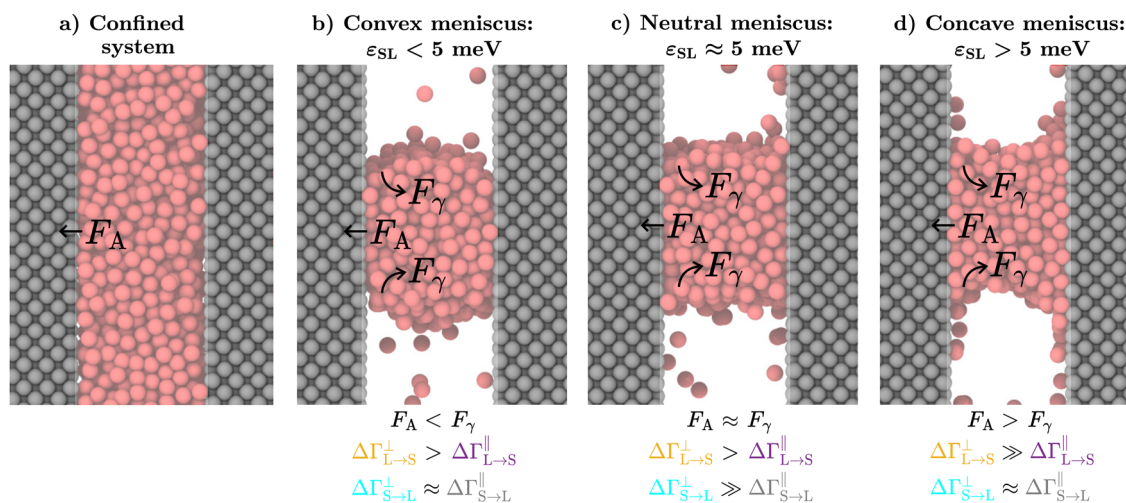 a) Confined
system
F_A
b) Convex meniscus:
ε_SL < 5 meV
F_γ
F_A
F_γ
F_A < F_γ
ΔΓ^⊥_L→S > ΔΓ^∥_L→S
ΔΓ^⊥_S→L ≈ ΔΓ^∥_S→L
c) Neutral meniscus:
ε_SL ≈ 5 meV
F_γ
F_A
F_γ
F_A ≈ F_γ
ΔΓ^⊥_L→S > ΔΓ^∥_L→S
ΔΓ^⊥_S→L ≫ ΔΓ^∥_S→L
d) Concave meniscus:
ε_SL > 5 meV
F_γ
F_A
F_γ
F_A > F_γ
ΔΓ^⊥_L→S ≫ ΔΓ^∥_L→S
ΔΓ^⊥_S→L ≈ ΔΓ^∥_S→L